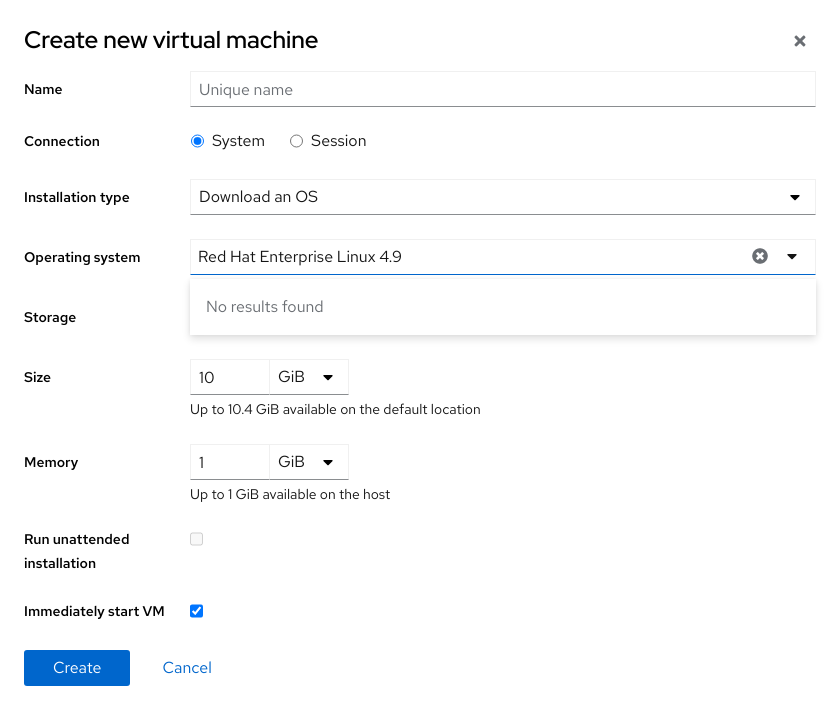 Create new virtual machine
Name
Unique name
Connection
System
Session
Installation type
Download an OS
Operating system
Red Hat Enterprise Linux 4.9
No results found
Storage
Size
10
GiB
Up to 10.4 GiB available on the default location
Memory
1
GiB
Up to 1 GiB available on the host
Run unattended
installation
Immediately start VM
Create
Cancel